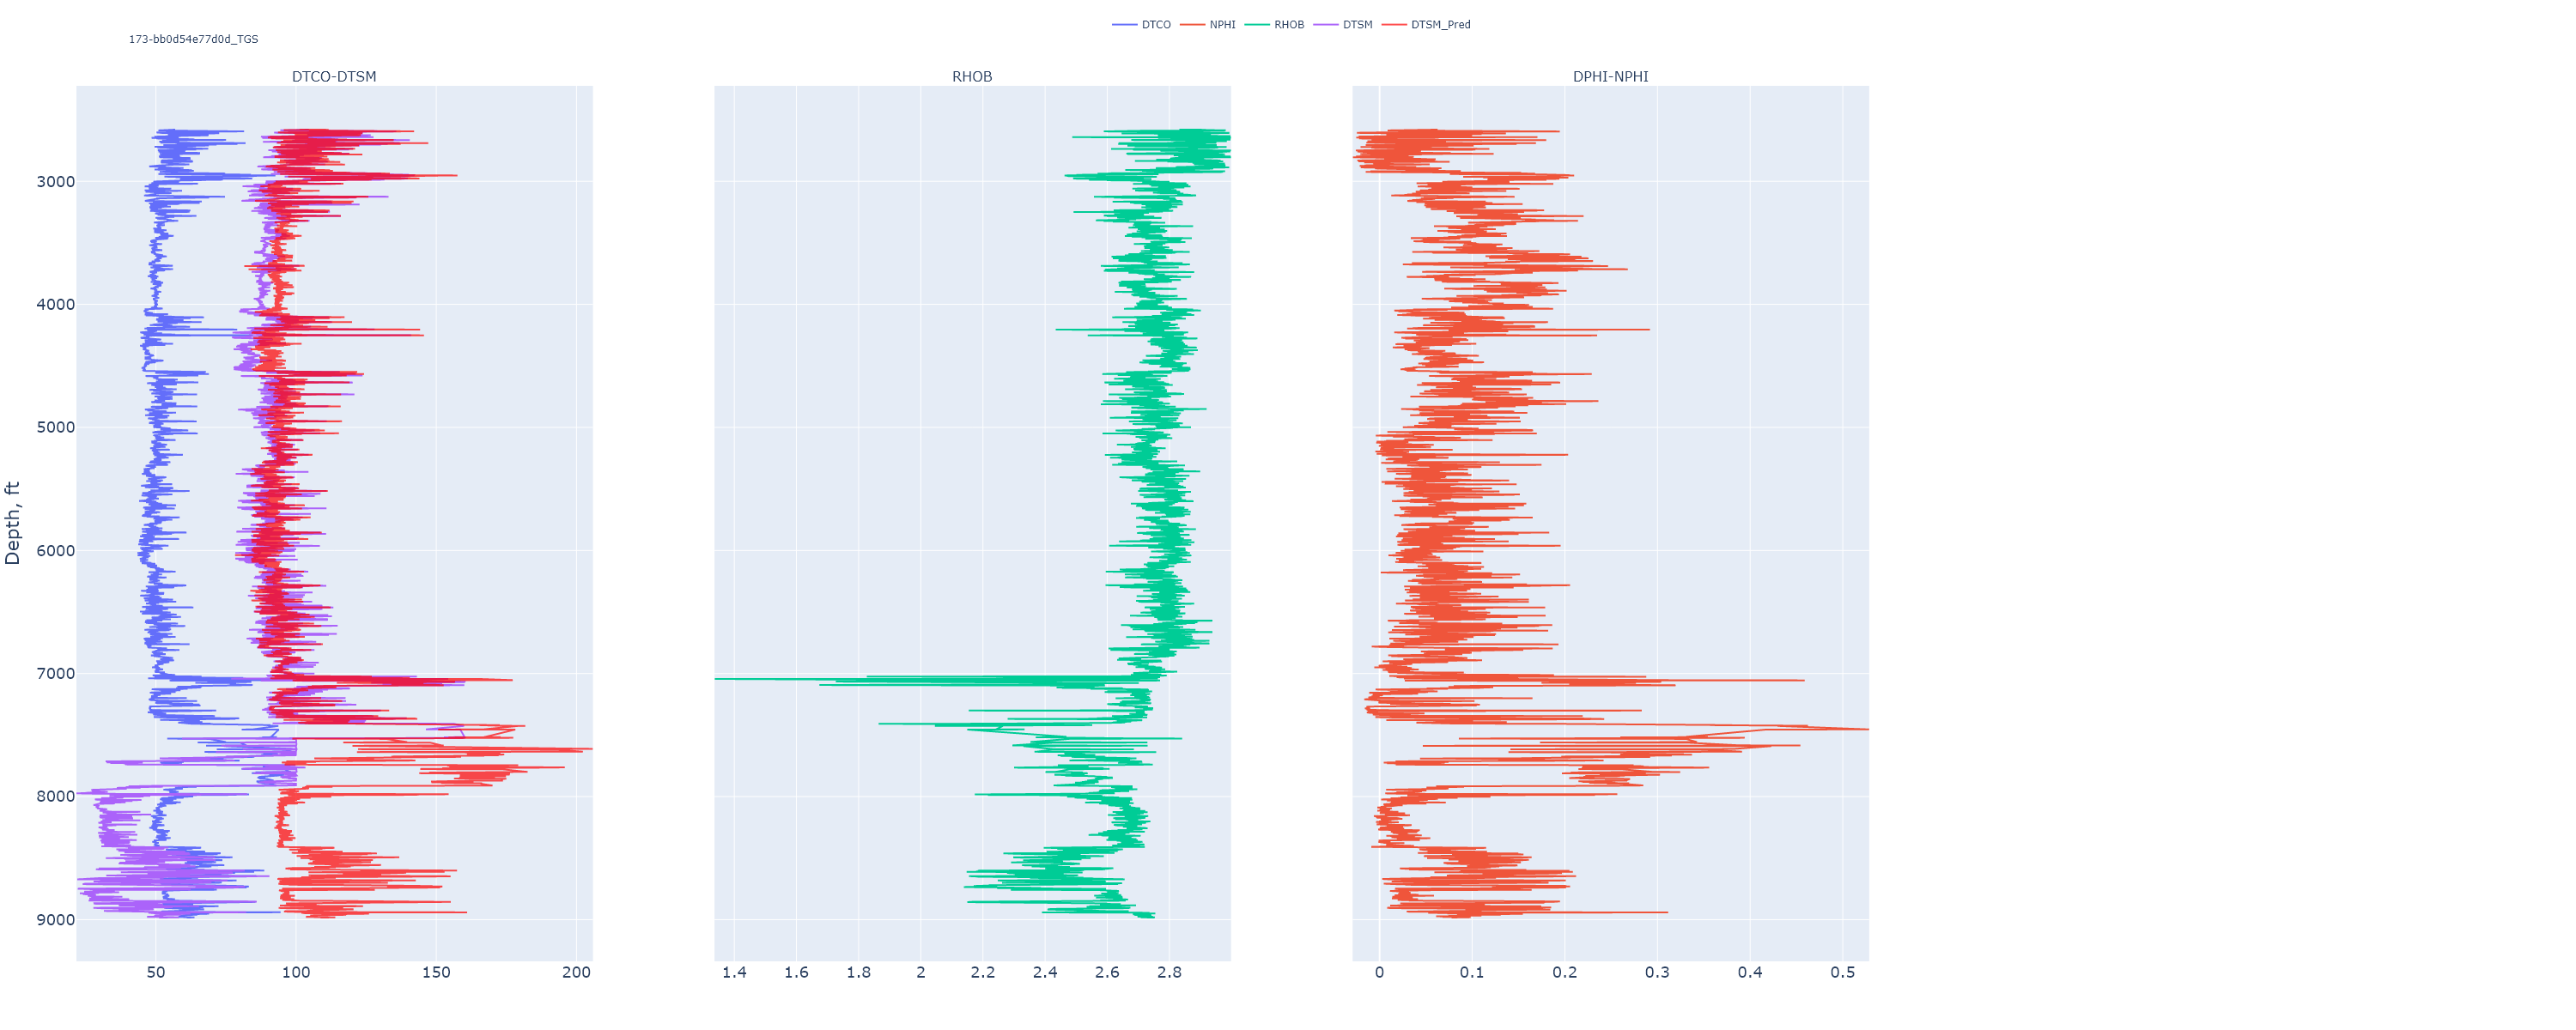 DTCO NPHI RHOB DTSM DTSM_Pred
173-bb0d54e77d0d_TGS
DTCO-DTSM RHOB DPHI-NPHI
Depth, ft
3000
4000
5000
6000
7000
8000
9000
50 100 150 200 1.4 1.6 1.8 2 2.2 2.4 2.6 2.8 0 0.1 0.2 0.3 0.4 0.5